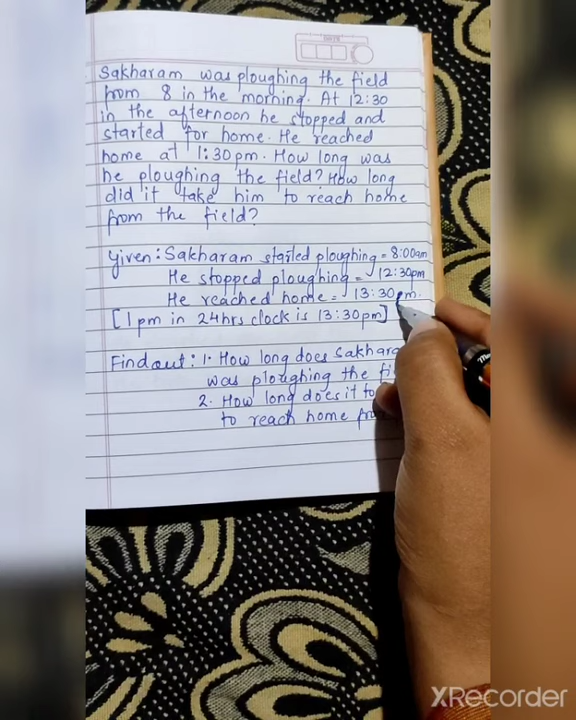 Sakharam was ploughing the field
from 8 in the morning. At 12:30
in the afternoon he stopped and
started for home. He reached
home at 1:30pm. How long was
he ploughing the field? How long
did it take him to reach home
from the field?
Given: Sakharam started ploughing = 8:00am
He stopped ploughing = 12:30pm
He reached home = 13:30pm.
[1pm in 24hrs clock is 13:30pm]
Find out: 1. How long does Sakhara
was ploughing the fi
2. How long does it to
to reach home
XRecorder